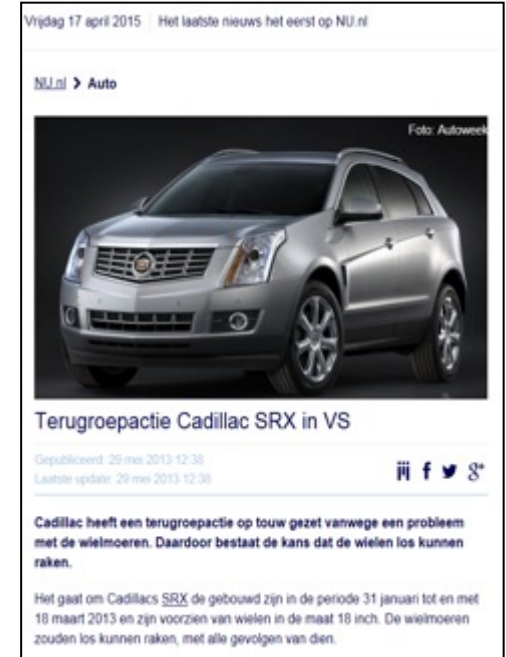 Vrijdag 17 april 2015 Het laatste nieuws het eerst op NU.nl
NU.nl > Auto
Foto: Autoweek
Terugroepactie Cadillac SRX in VS
Gepubliceerd: 29 mei 2013 12:38
Laatste update: 29 mei 2013 12:38
Cadillac heeft een terugroepactie op touw gezet vanwege een probleem
met de wielmoeren. Daardoor bestaat de kans dat de wielen los kunnen
raken.
Het gaat om Cadillacs SRX de gebouwd zijn in de periode 31 januari tot en met
18 maart 2013 en zijn voorzien van wielen in de maat 18 inch. De wielmoeren
zouden los kunnen raken, met alle gevolgen van dien.